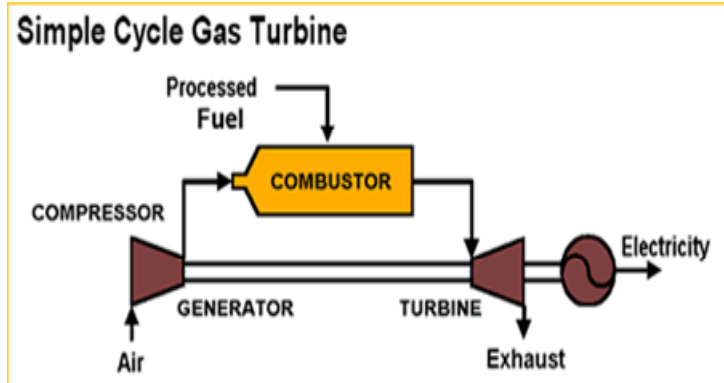 Simple Cycle Gas Turbine
Processed
Fuel
COMBUSTOR
COMPRESSOR
Electricity
GENERATOR
TURBINE
Air
Exhaust